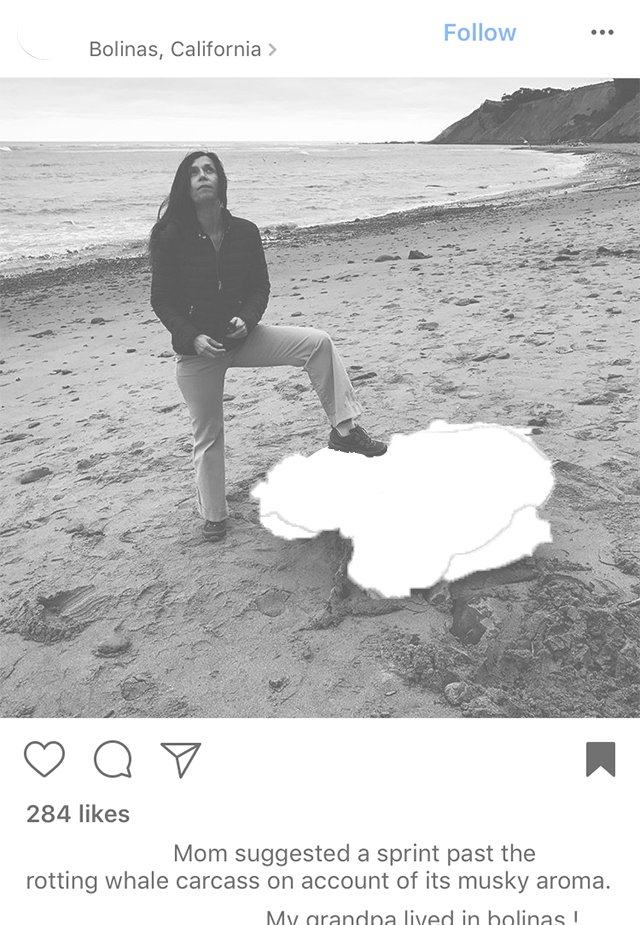 Bolinas, California
Follow
284 likes
Mom suggested a sprint past the
rotting whale carcass on account of its musky aroma.
My grandpa lived in bolinas !